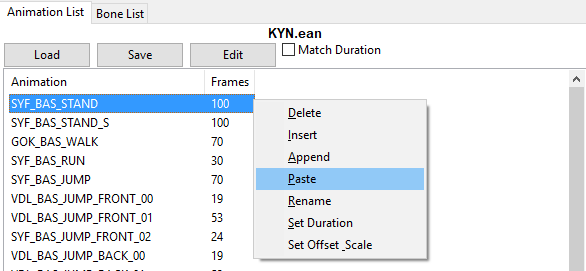 Animation List
Bone List
KYN.ean
Load
Save
Edit
Match Duration
Animation Frames
SYF_BAS_STAND 100
SYF_BAS_STAND_S 100
GOK_BAS_WALK 70
SYF_BAS_RUN 30
SYF_BAS_JUMP 70
VDL_BAS_JUMP_FRONT_00 19
VDL_BAS_JUMP_FRONT_01 53
SYF_BAS_JUMP_FRONT_02 24
VDL_BAS_JUMP_BACK_00 19
Delete
Insert
Append
Paste
Rename
Set Duration
Set Offset_Scale